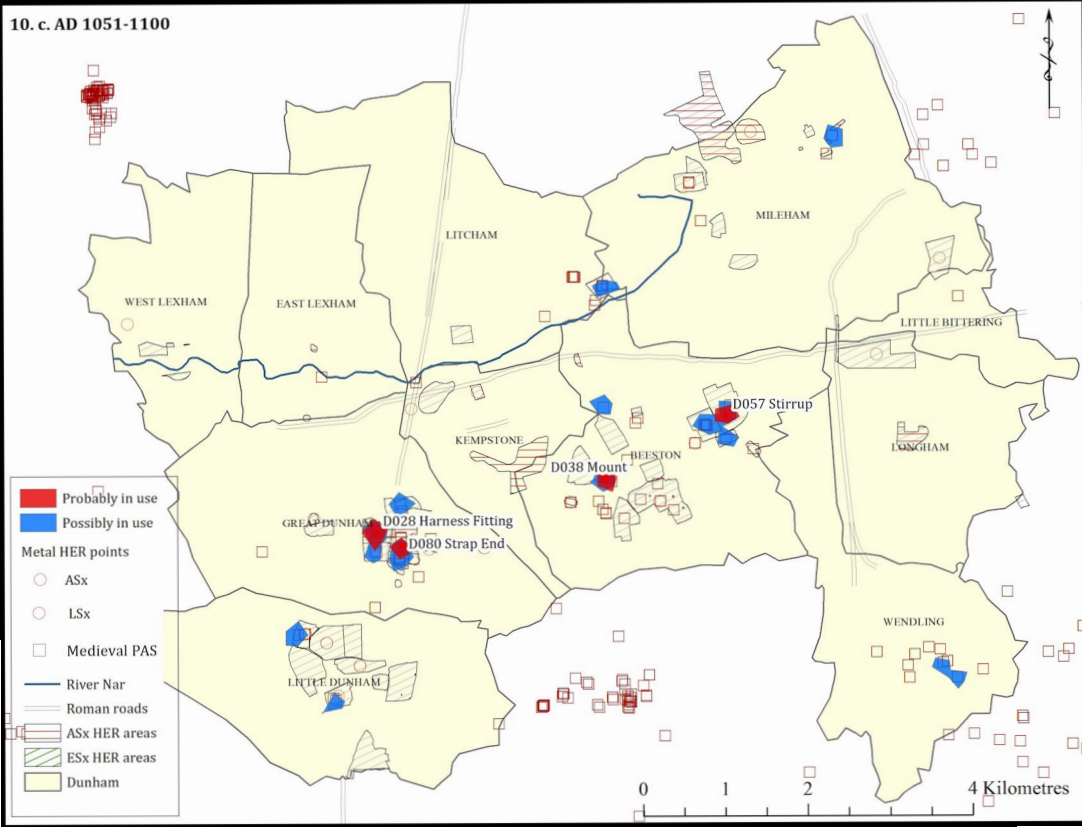 10. c. AD 1051-1100
MILEHAM
LITCHAM
WEST LEXHAM
EAST LEXHAM
LITTLE BITTERING
D057 Stirrup
KEMPSTONE
LONGHAM
BEESTON
D038 Mount
GREAT DUNHAM
D028 Harness Fitting
D080 Strap End
WENDLING
LITTLE DUNHAM
Probably in use
Possibly in use
Metal HER points
ASx
LSx
Medieval PAS
River Nar
Roman roads
ASx HER areas
ESx HER areas
Dunham
0 1 2 4 Kilometres